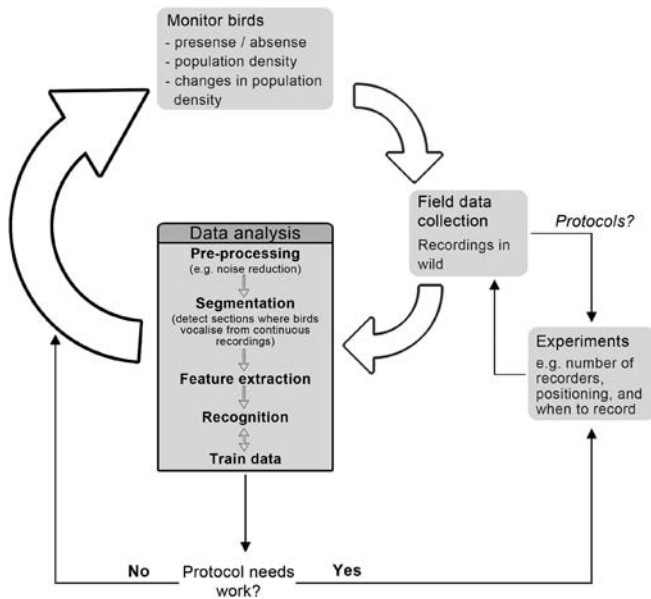 Monitor birds
- presense / absense
- population density
- changes in population
density
Field data
collection
Recordings in
wild
Protocols?
Data analysis
Pre-processing
(e.g. noise reduction)
Segmentation
(detect sections where birds
vocalise from continuous
recordings)
Feature extraction
Recognition
Train data
Experiments
e.g. number of
recorders,
positioning, and
when to record
No
Protocol needs
work?
Yes